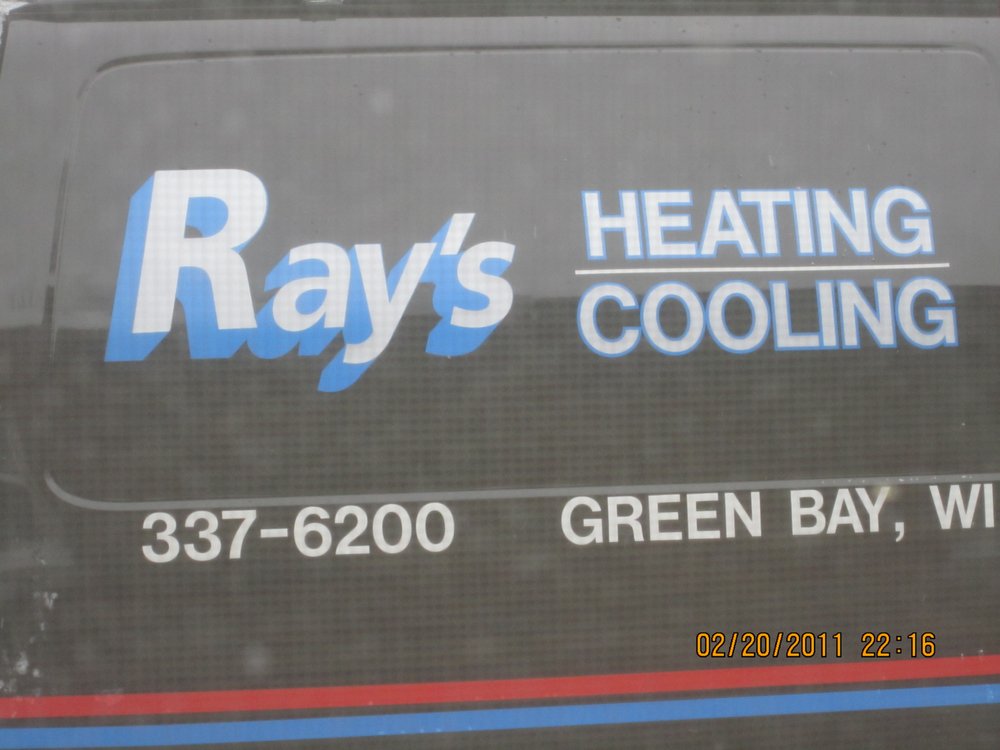 Ray's
HEATING
COOLING
337-6200
GREEN BAY, WI
02/20/2011 22:16